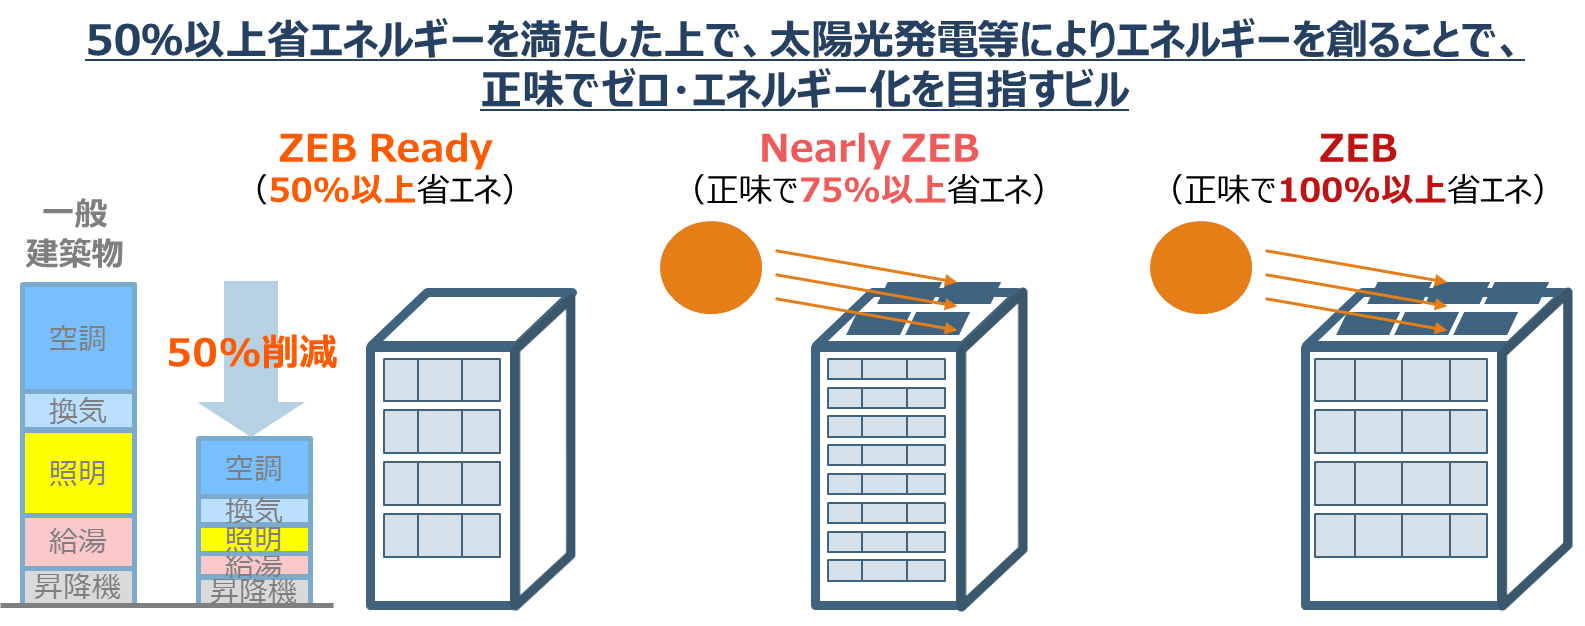 50%以上省エネルギーを満たした上で、太陽光発電等によりエネルギーを創ることで、
正味でゼロ・エネルギー化を目指すビル
ZEB Ready
（50%以上省エネ）
Nearly ZEB
（正味で75%以上省エネ）
ZEB
（正味で100%以上省エネ）
一般
建築物
空調
換気
照明
給湯
昇降機
50%削減
空調
換気
照明
給湯
昇降機